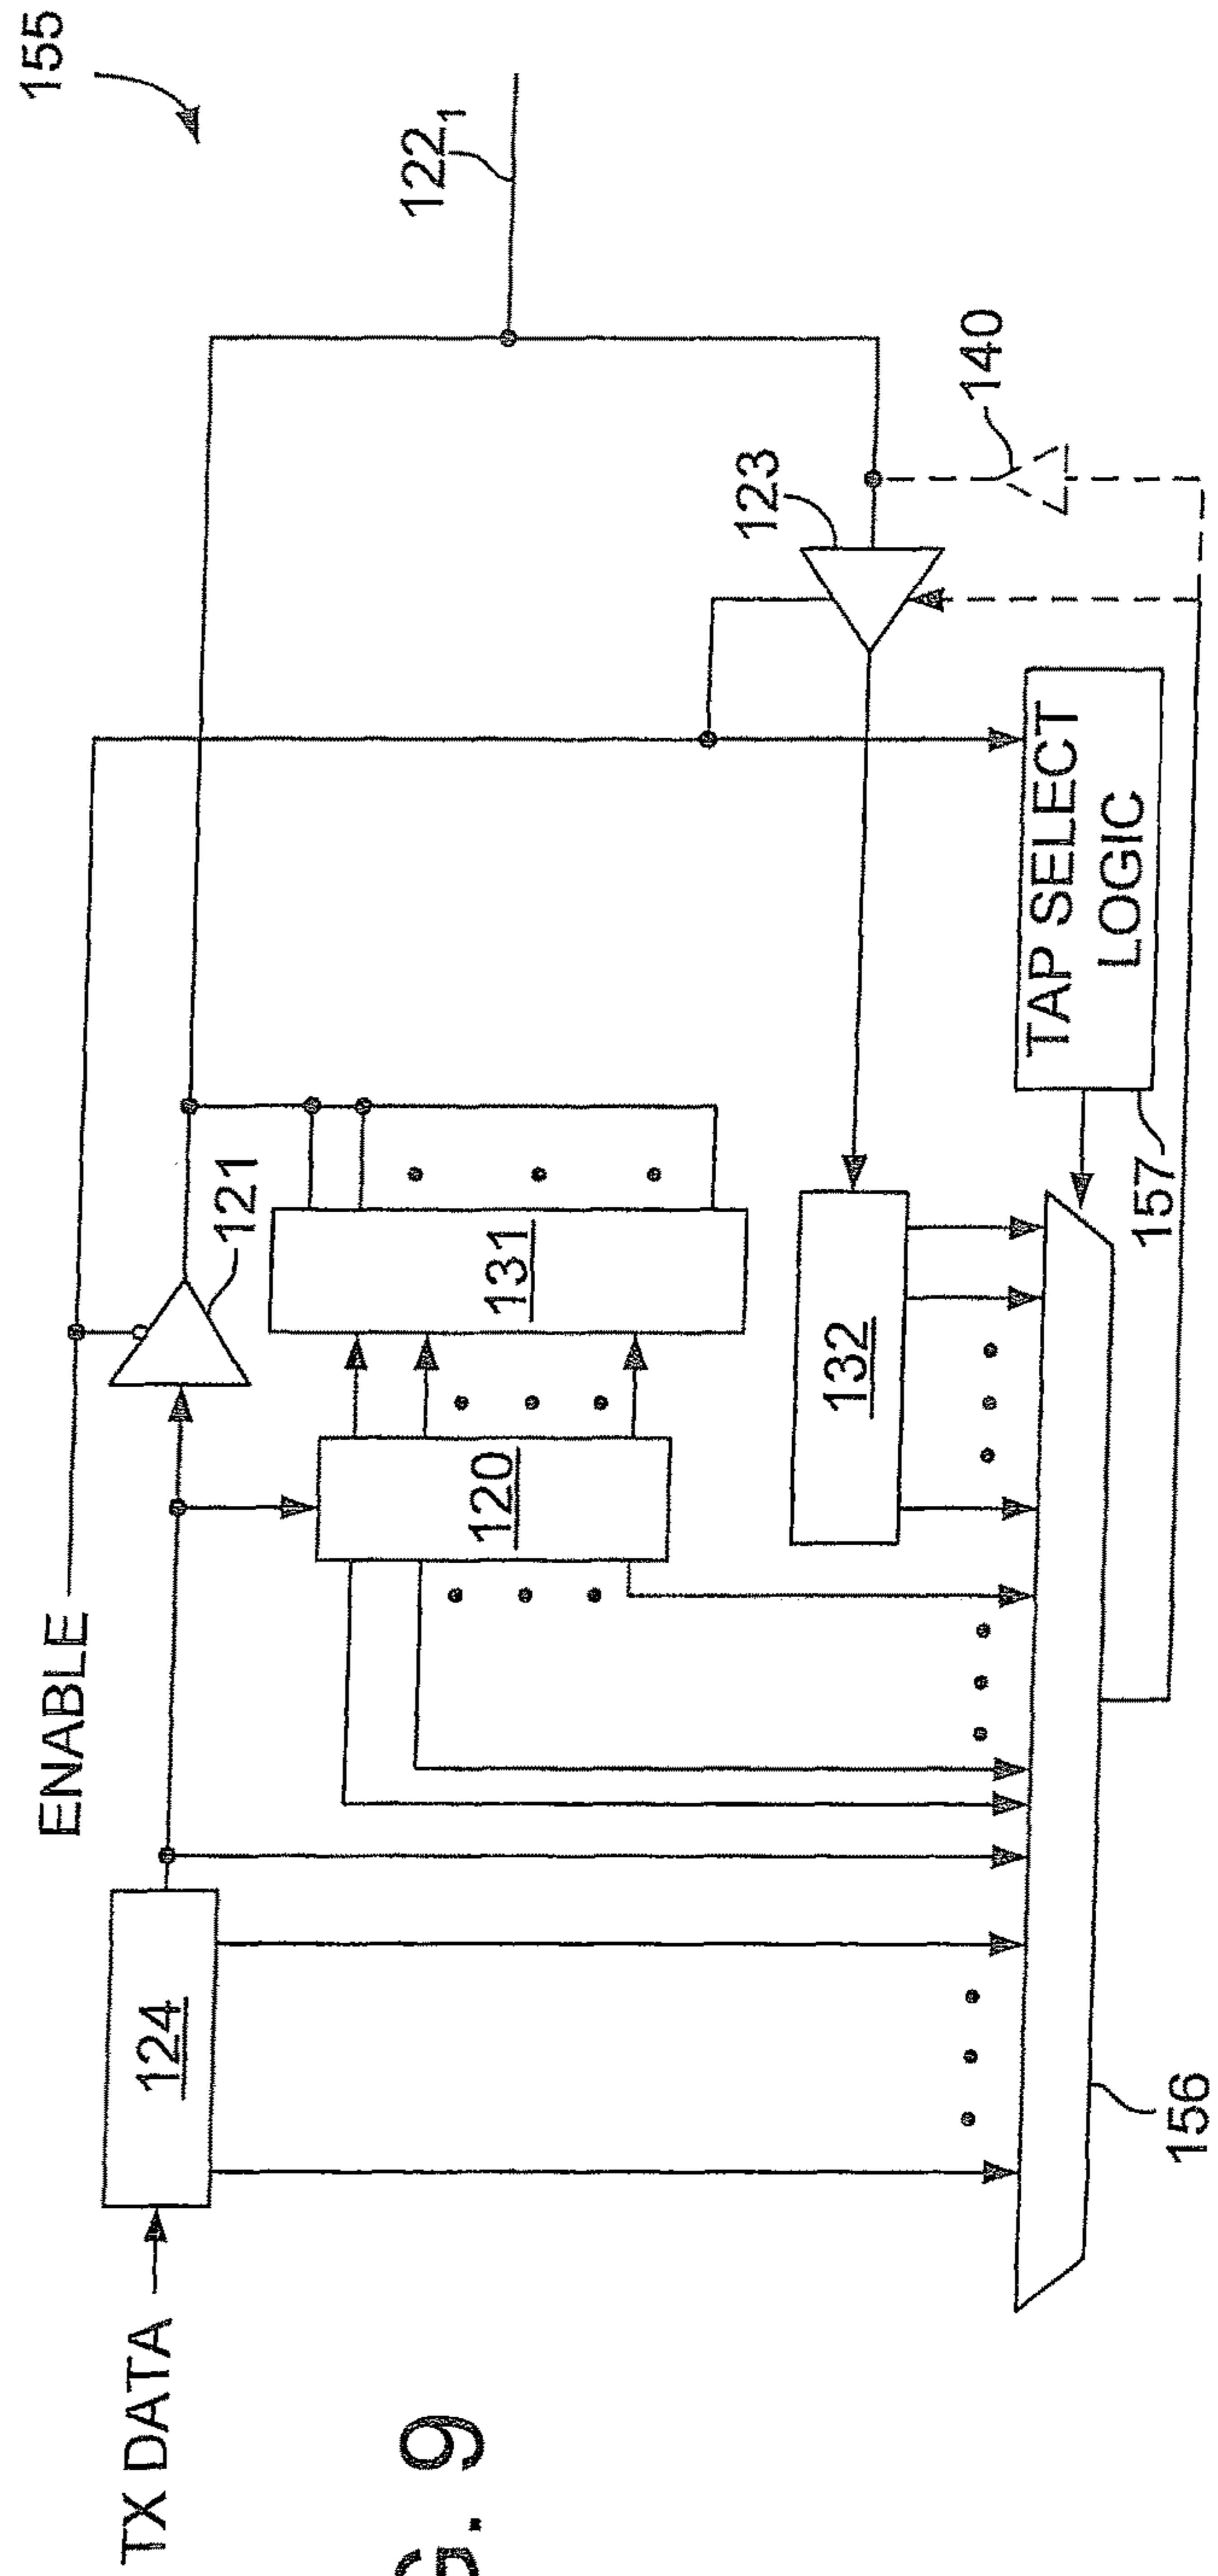 155
122₁
ENABLE
121
123
140
TX DATA
124
120
131
132
TAP SELECT
LOGIC
157
156
G. 9